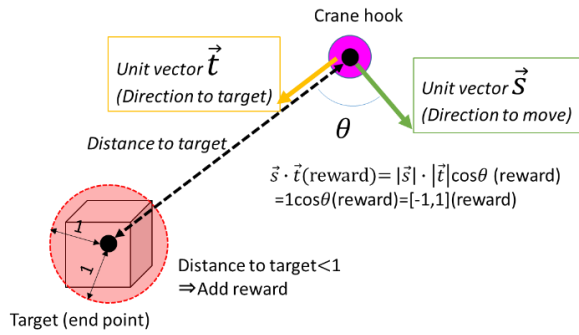 Crane hook
Unit vector t⃗
(Direction to target)
Unit vector s⃗
(Direction to move)
θ
Distance to target
s⃗ · t⃗(reward)= |s⃗| · |t⃗|cosθ (reward)
=1cosθ(reward)=[-1,1](reward)
1
1
Distance to target<1
⇒Add reward
Target (end point)